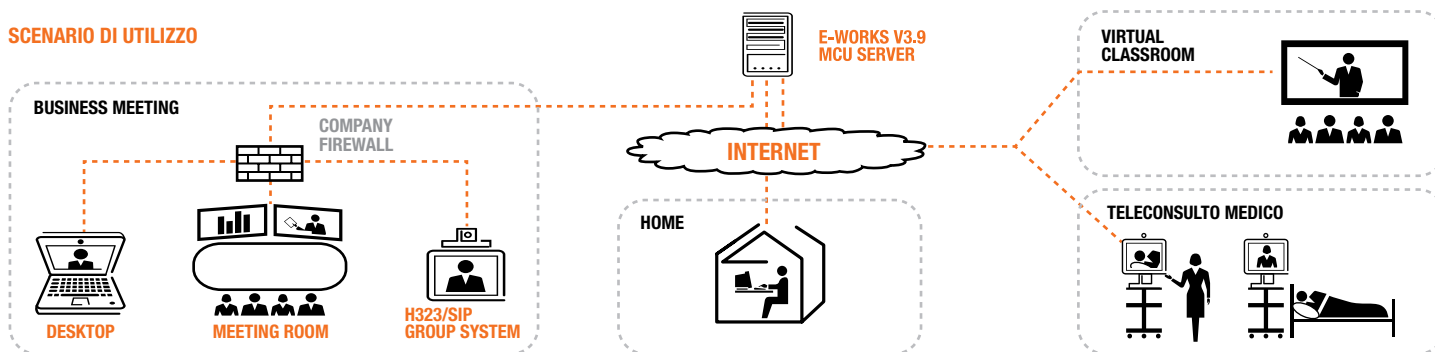 SCENARIO DI UTILIZZO
E-WORKS V3.9
MCU SERVER
BUSINESS MEETING
COMPANY
FIREWALL
DESKTOP
MEETING ROOM
H323/SIP
GROUP SYSTEM
INTERNET
HOME
VIRTUAL
CLASSROOM
TELECONSULTO MEDICO